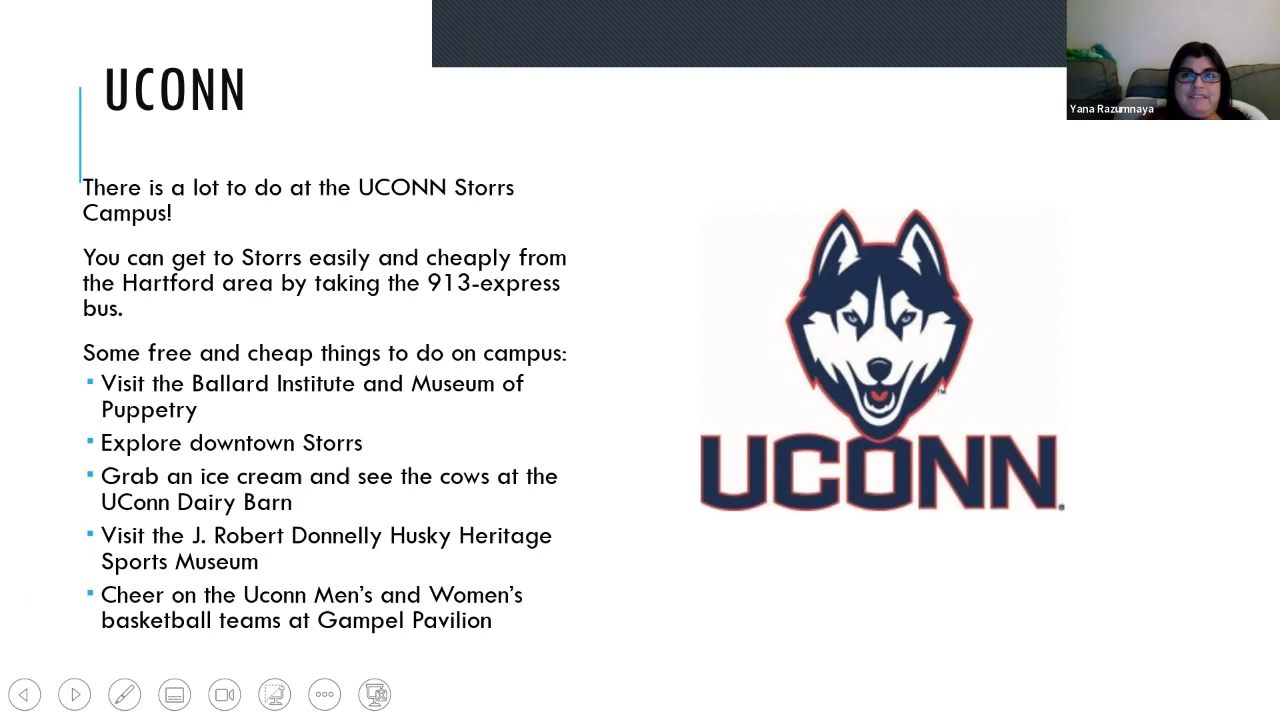 UCONN
Yana Razumnaya
There is a lot to do at the UCONN Storrs
Campus!
You can get to Storrs easily and cheaply from
the Hartford area by taking the 913-express
bus.
Some free and cheap things to do on campus:
▪ Visit the Ballard Institute and Museum of
Puppetry
▪ Explore downtown Storrs
▪ Grab an ice cream and see the cows at the
UConn Dairy Barn
▪ Visit the J. Robert Donnelly Husky Heritage
Sports Museum
▪ Cheer on the Uconn Men’s and Women’s
basketball teams at Gampel Pavilion
TM
UCONN®